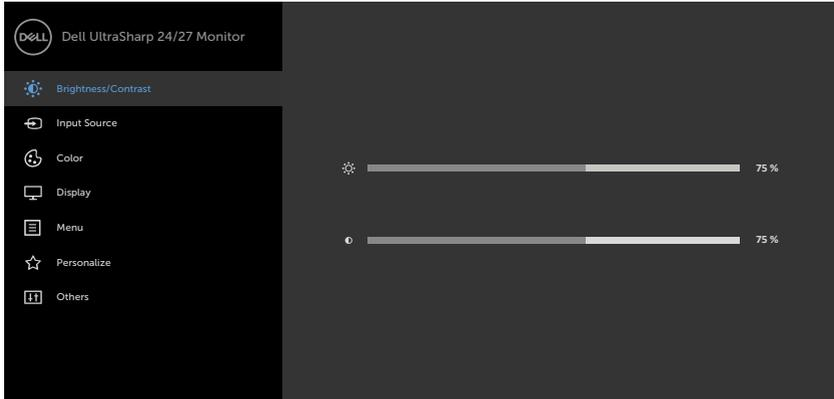 DELL
Dell UltraSharp 24/27 Monitor
Brightness/Contrast
Input Source
Color
Display
Menu
Personalize
Others
75 %
75 %